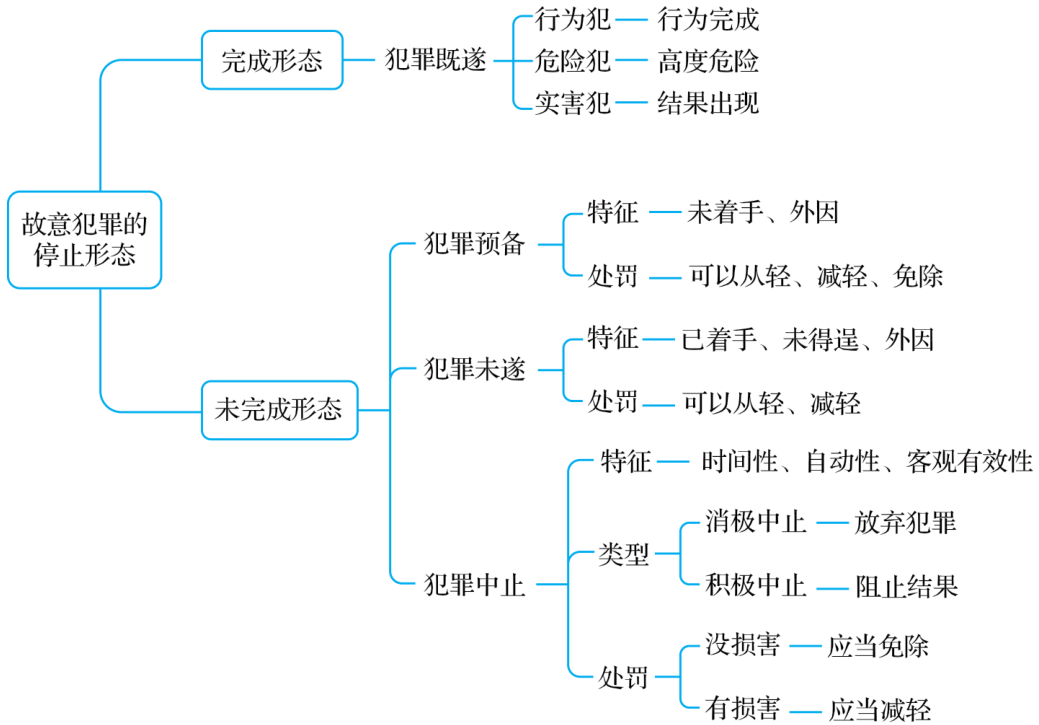 故意犯罪的
停止形态
完成形态
犯罪既遂
行为犯
行为完成
危险犯
高度危险
实害犯
结果出现
未完成形态
犯罪预备
特征
未着手、外因
处罚
可以从轻、减轻、免除
犯罪未遂
特征
已着手、未得逞、外因
处罚
可以从轻、减轻
犯罪中止
特征
时间性、自动性、客观有效性
类型
消极中止
放弃犯罪
积极中止
阻止结果
处罚
没损害
应当免除
有损害
应当减轻